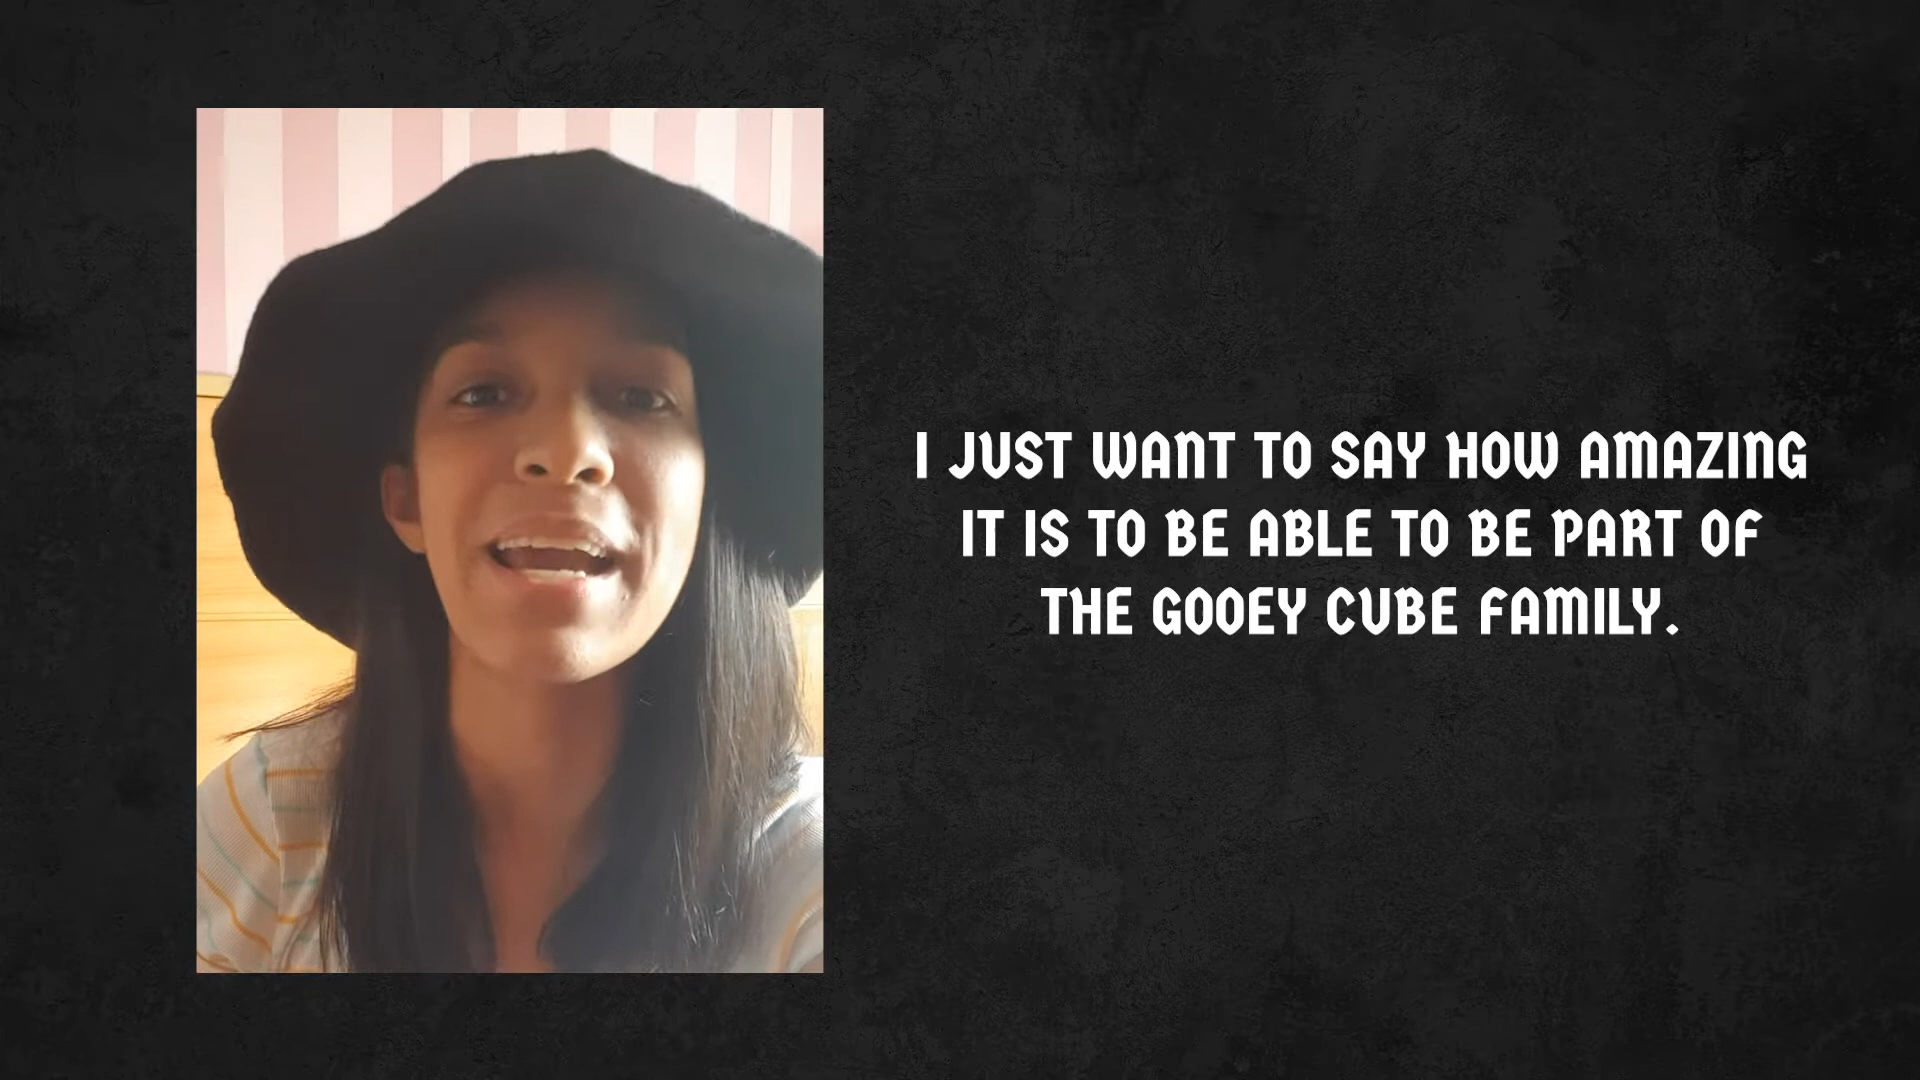 I JUST WANT TO SAY HOW AMAZING
IT IS TO BE ABLE TO BE PART OF
THE GOOEY CUBE FAMILY.